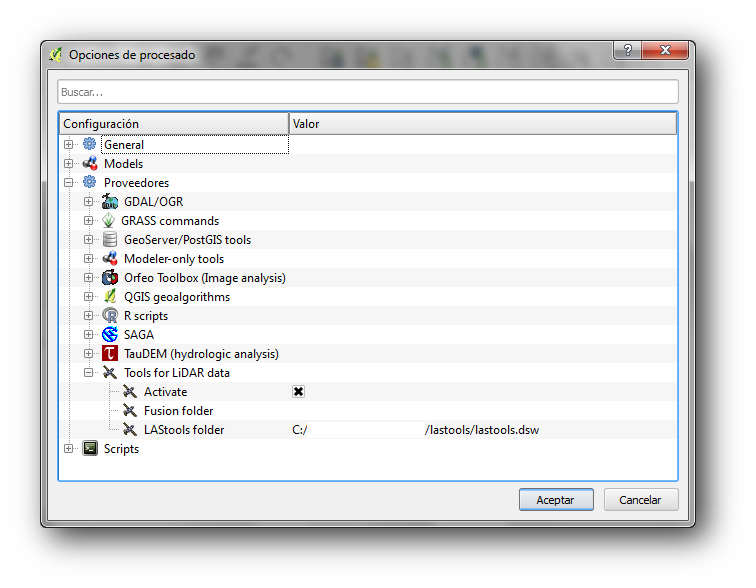 Opciones de procesado
Buscar...
Configuración Valor
General
Models
Proveedores
GDAL/OGR
GRASS commands
GeoServer/PostGIS tools
Modeler-only tools
Orfeo Toolbox (Image analysis)
QGIS geoalgorithms
R scripts
SAGA
TauDEM (hydrologic analysis)
Tools for LiDAR data
Activate
Fusion folder
LAStools folder C:/ /lastools/lastools.dsw
Scripts
Aceptar Cancelar